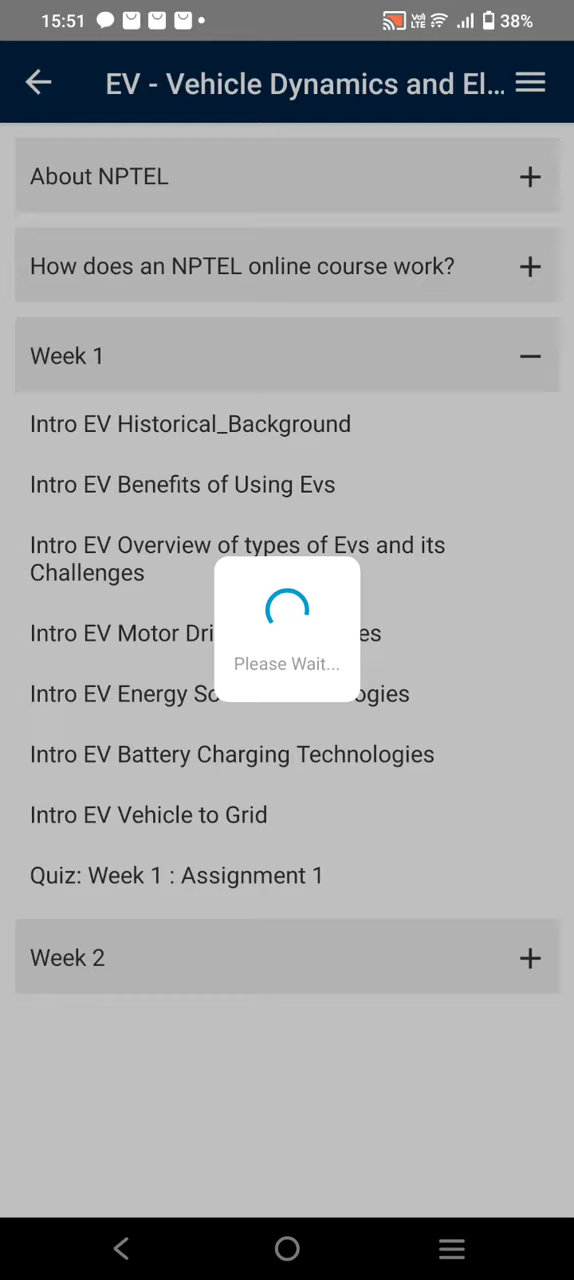 15:51
Vo) LTE
38%
EV - Vehicle Dynamics and El...
About NPTEL
How does an NPTEL online course work?
Week 1
Intro EV Historical_Background
Intro EV Benefits of Using Evs
Intro EV Overview of types of Evs and its
Challenges
Intro EV Motor Dri es
Please Wait...
Intro EV Energy So ogies
Intro EV Battery Charging Technologies
Intro EV Vehicle to Grid
Quiz: Week 1 : Assignment 1
Week 2